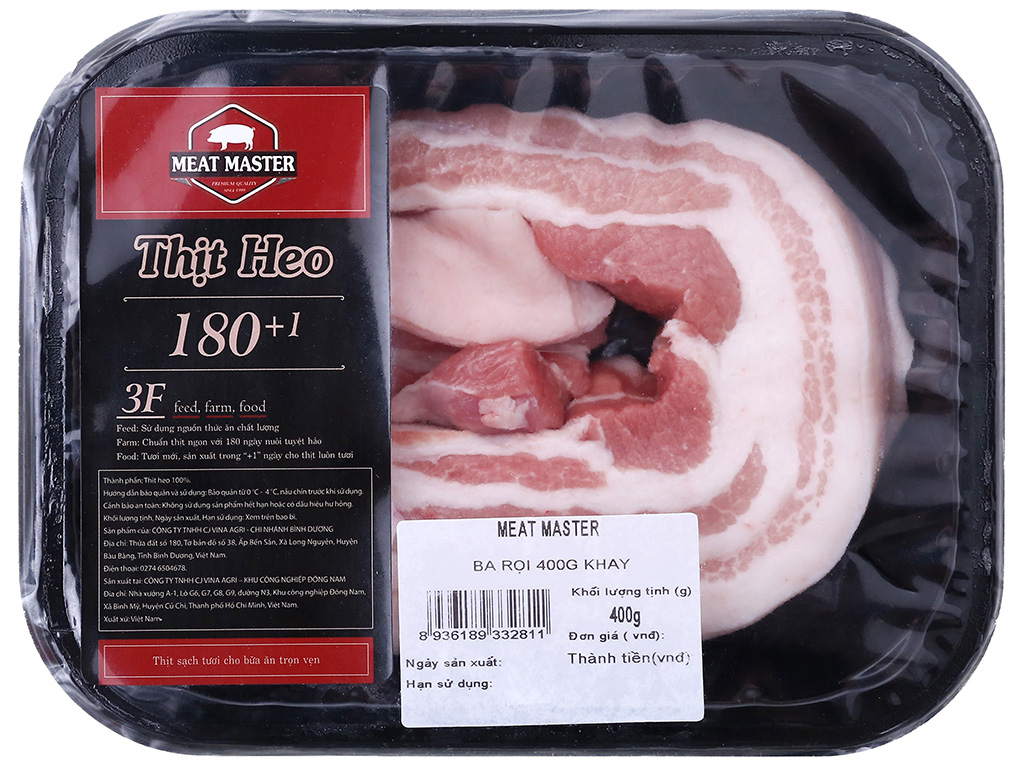 MEAT MASTER
PREMIUM QUALITY
SINCE 1999
Thịt Heo
180+1
3F feed, farm, food
Feed: Sử dụng nguồn thức ăn chất lượng
Farm: Chuẩn thịt ngon với 180 ngày nuôi tuyệt hảo
Food: Tươi mới, sản xuất trong "+1" ngày cho thịt luôn tươi
Thành phần: Thịt heo 100%.
Hướng dẫn bảo quản và sử dụng: Bảo quản từ 0 °C - 4 °C, nấu chín trước khi sử dụng.
Cảnh báo an toàn: Không sử dụng sản phẩm hết hạn hoặc có dấu hiệu hư hỏng.
Khối lượng tịnh, Ngày sản xuất, Hạn sử dụng: Xem trên bao bì.
Sản phẩm của: CÔNG TY TNHH CJ VINA AGRI - CHI NHÁNH BÌNH DƯƠNG
Địa chỉ: Thửa đất số 180, Tờ bản đồ số 38, Ấp Bến Sắn, Xã Long Nguyên, Huyện
Bàu Bàng, Tỉnh Bình Dương, Việt Nam.
Điện thoại: 0274 6504678.
Sản xuất tại: CÔNG TY TNHH CJ VINA AGRI – KHU CÔNG NGHIỆP ĐÔNG NAM
Địa chỉ: Nhà xưởng A-1, Lô G6, G7, G8, G9, đường N3, Khu công nghiệp Đông Nam,
Xã Bình Mỹ, Huyện Củ Chi, Thành phố Hồ Chí Minh, Việt Nam.
Xuất xứ: Việt Nam.
Thịt sạch tươi cho bữa ăn trọn vẹn
MEAT MASTER
BA RỌI 400G KHAY
Khối lượng tịnh (g)
400g
8 936189 332811
Đơn giá ( vnđ):
Ngày sản xuất:
Thành tiền(vnđ)
Hạn sử dụng: